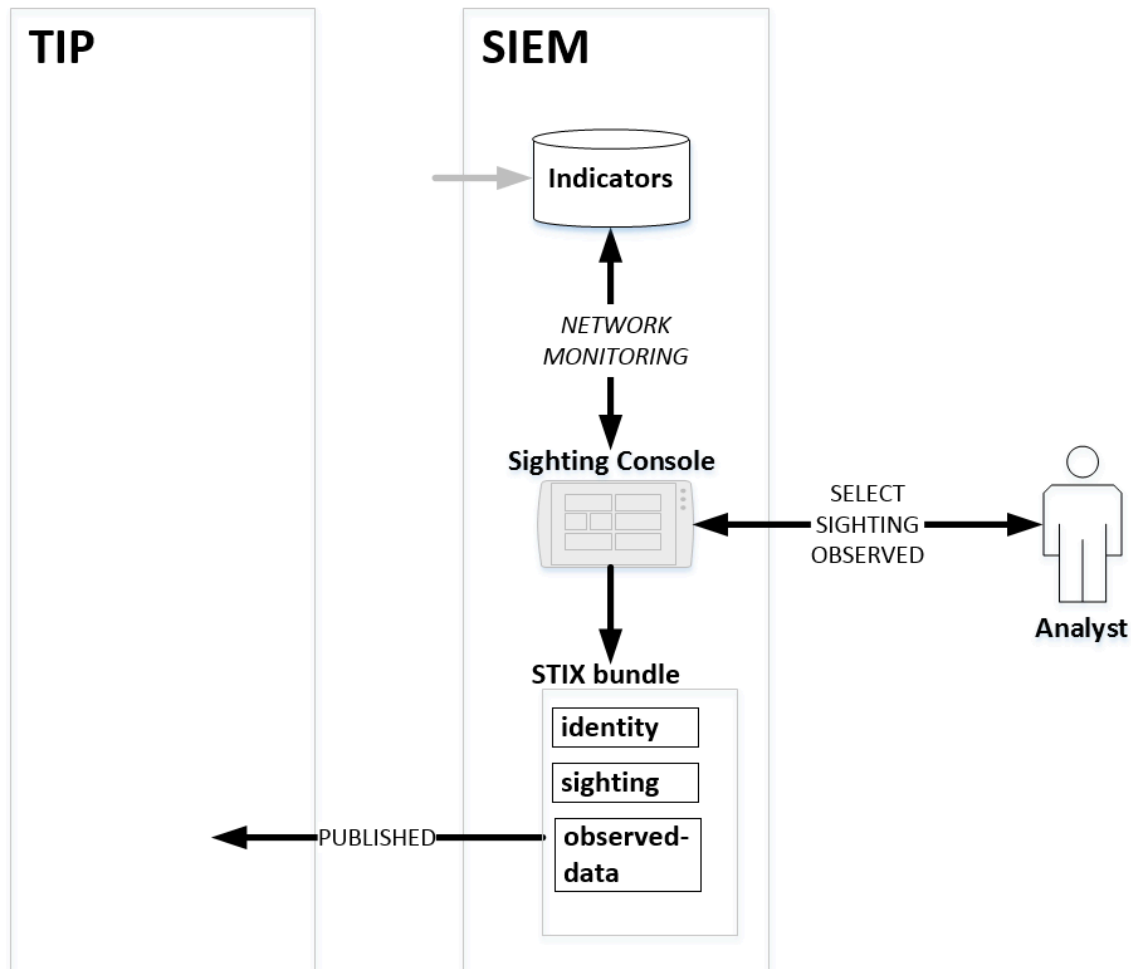 TIP
SIEM
Indicators
NETWORK
MONITORING
Sighting Console
SELECT
SIGHTING
OBSERVED
Analyst
STIX bundle
identity
sighting
PUBLISHED
observed-
data